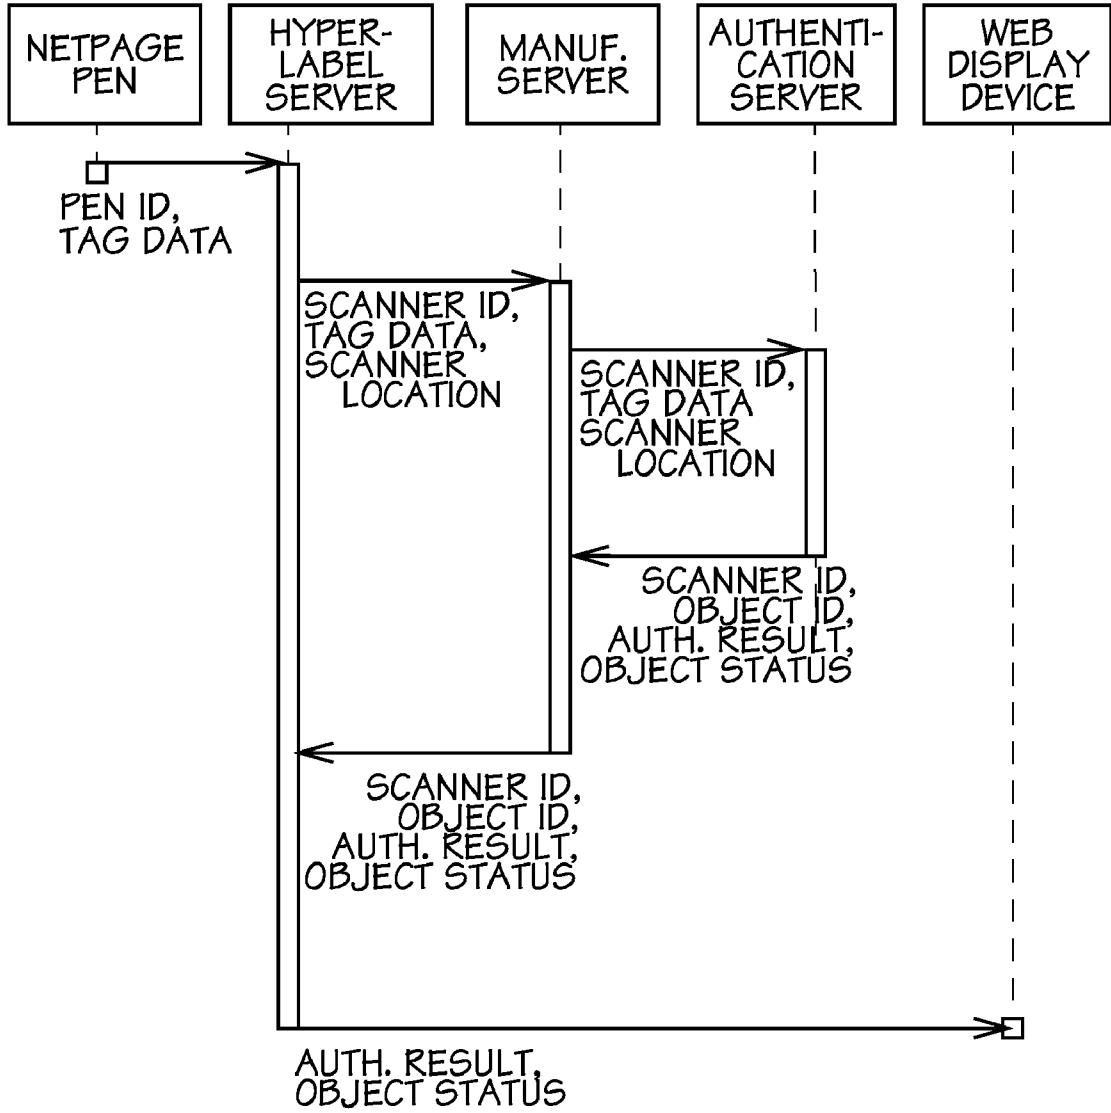 NETPAGE
PEN
HYPER-
LABEL
SERVER
MANUF.
SERVER
AUTHENTI-
CATION
SERVER
WEB
DISPLAY
DEVICE
PEN ID,
TAG DATA
SCANNER ID,
TAG DATA,
SCANNER
LOCATION
SCANNER ID,
TAG DATA
SCANNER
LOCATION
SCANNER ID,
OBJECT ID,
AUTH. RESULT,
OBJECT STATUS
SCANNER ID,
OBJECT ID,
AUTH. RESULT,
OBJECT STATUS
AUTH. RESULT,
OBJECT STATUS